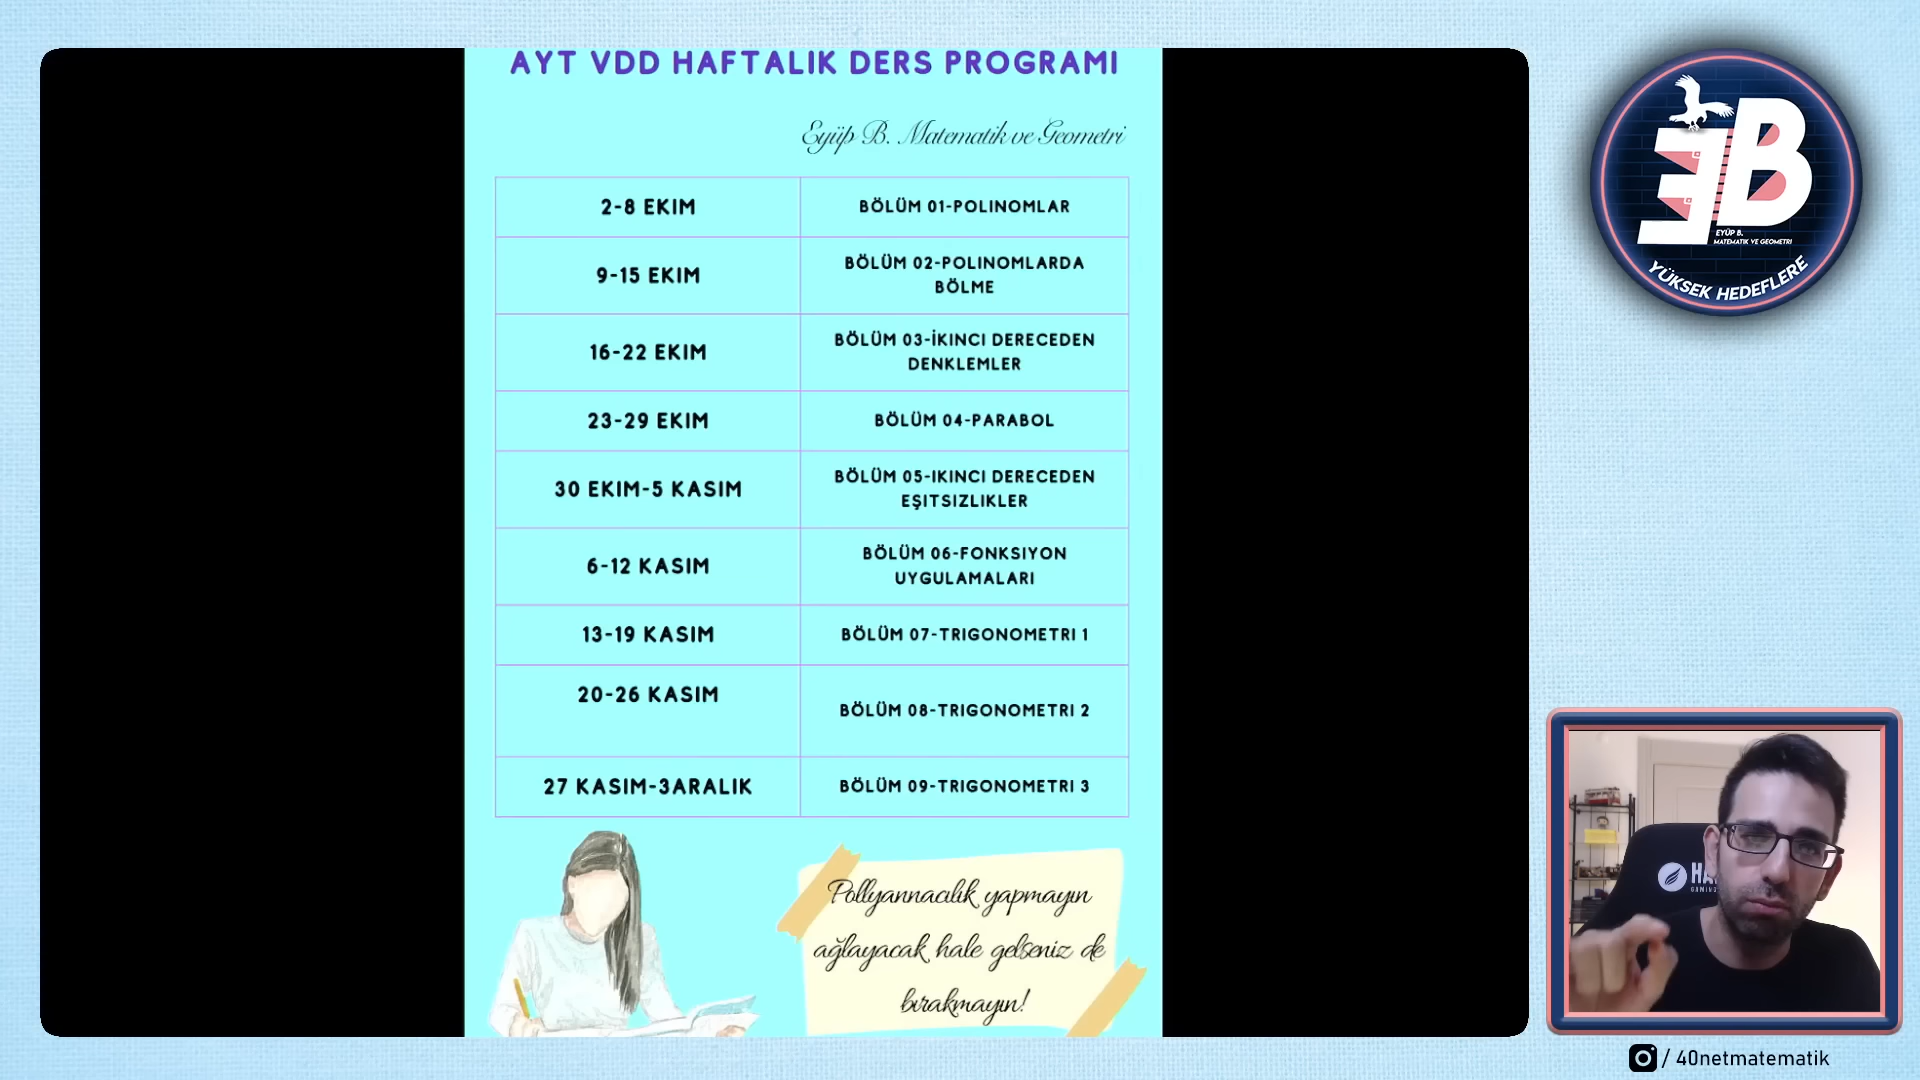 AYT VDD HAFTALIK DERS PROGRAMI
Eyüp B. Matematik ve Geometri
2-8 EKIM
BÖLÜM 01-POLINOMLAR
9-15 EKIM
BÖLÜM 02-POLINOMLARDA
BÖLME
16-22 EKIM
BÖLÜM 03-İKINCI DERECEDEN
DENKLEMLER
23-29 EKIM
BÖLÜM 04-PARABOL
30 EKIM-5 KASIM
BÖLÜM 05-IKINCI DERECEDEN
EŞITSIZLIKLER
6-12 KASIM
BÖLÜM 06-FONKSIYON
UYGULAMALARI
13-19 KASIM
BÖLÜM 07-TRIGONOMETRI 1
20-26 KASIM
BÖLÜM 08-TRIGONOMETRI 2
27 KASIM-3ARALIK
BÖLÜM 09-TRIGONOMETRI 3
Pollyannacılık yapmayın
ağlayacak hale gelseniz de
bırakmayın!
EB
EYÜP B.
MATEMATIK VE GEOMETRI
YÜKSEK HEDEFLERE
/ 40netmatematik